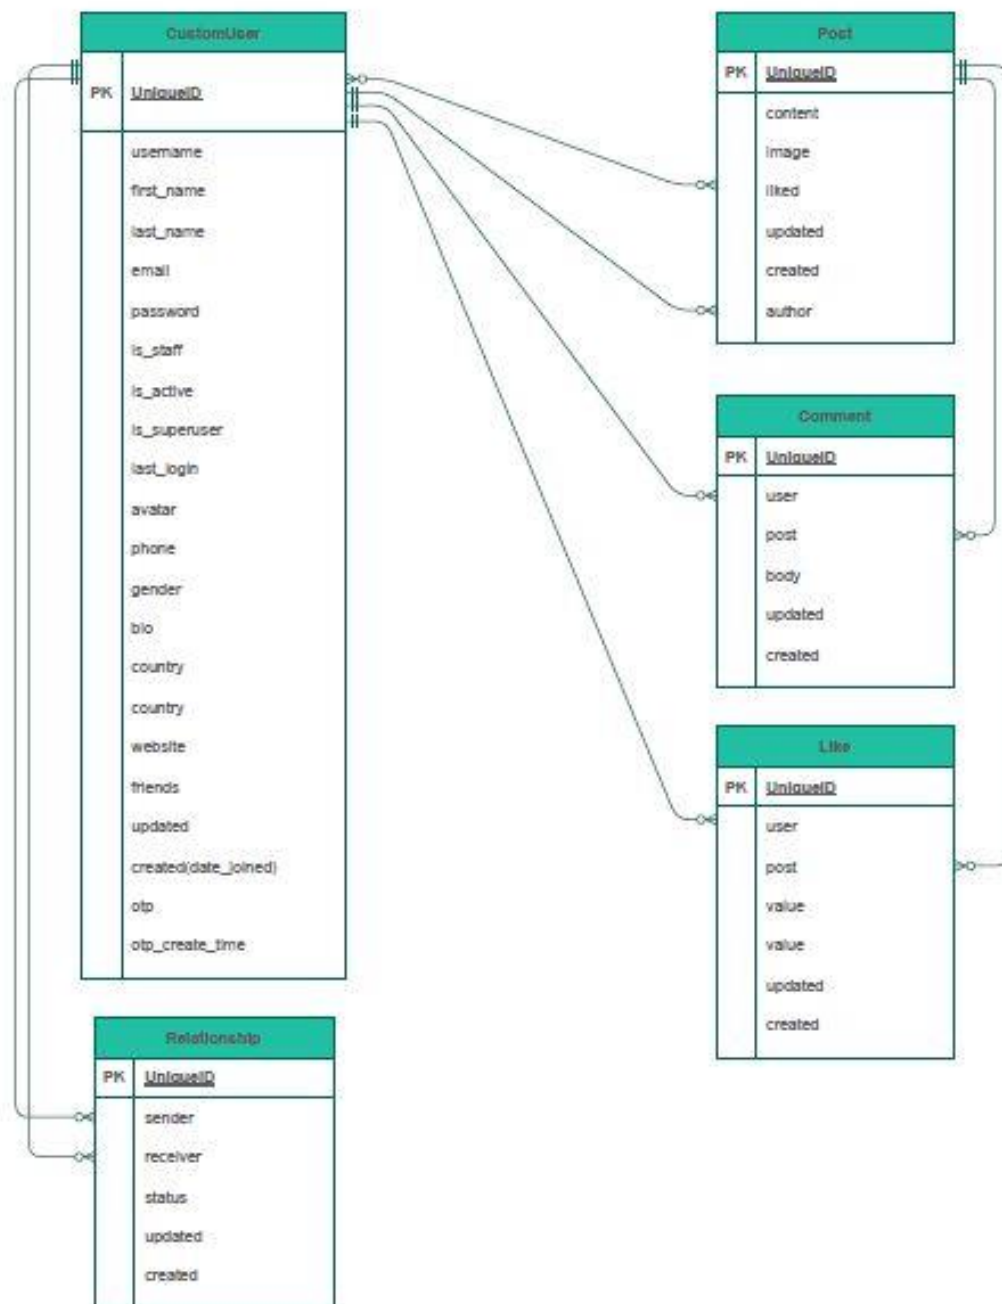 CustomUser
PK UniqueID
username
first_name
last_name
email
password
is_staff
is_active
is_superuser
last_login
avatar
phone
gender
bio
country
country
website
friends
updated
created(date_joined)
otp
otp_create_time
Relationship
PK UniqueID
sender
receiver
status
updated
created
Post
PK UniqueID
content
image
liked
updated
created
author
Comment
PK UniqueID
user
post
body
updated
created
Like
PK UniqueID
user
post
value
value
updated
created